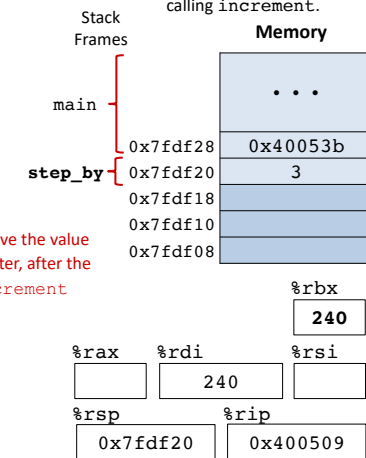 calling increment.
Stack
Frames
Memory
• • •
main
0x7fdf28 0x40053b
step_by 0x7fdf20 3
0x7fdf18
0x7fdf10
ve the value
0x7fdf08
ter, after the
crement
%rbx
240
%rax %rdi %rsi
240
%rsp %rip
0x7fdf20 0x400509